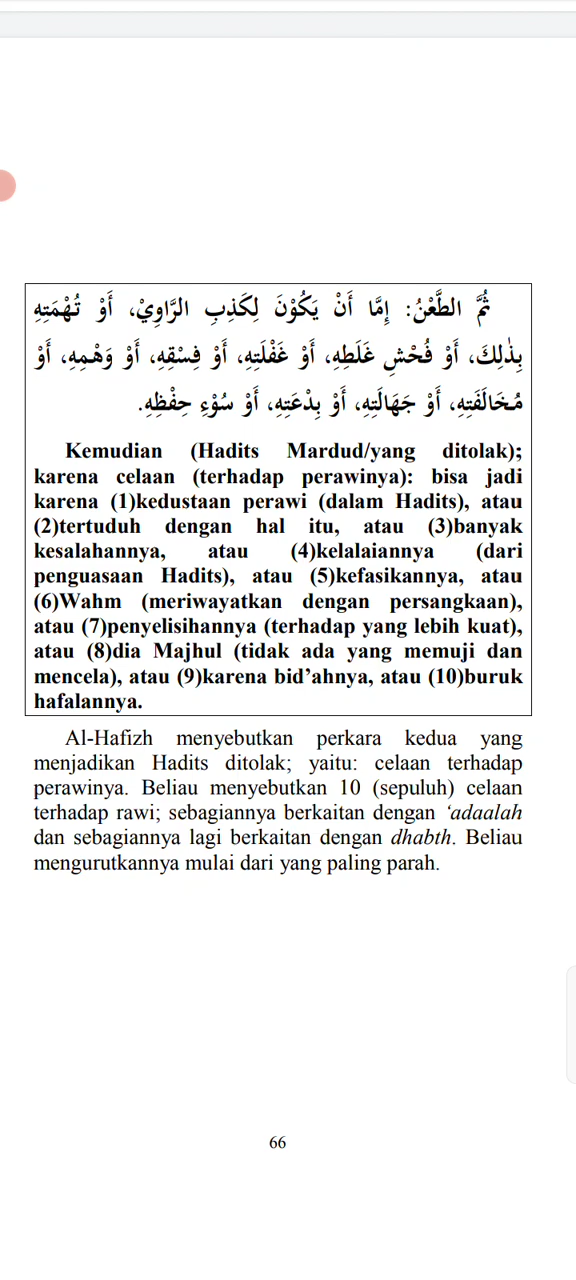 ثُمَّ الطَّعْنُ: إِمَّا أَنْ يَكُوْنَ لِكَذِبِ الرَّاوِيْ، أَوْ تُهْمَتِهِ
بِذٰلِكَ، أَوْ فُحْشِ غَلَطِهِ، أَوْ غَفْلَتِهِ، أَوْ فِسْقِهِ، أَوْ وَهْمِهِ، أَوْ
مُخَالَفَتِهِ، أَوْ جَهَالَتِهِ، أَوْ بِدْعَتِهِ، أَوْ سُوْءِ حِفْظِهِ.
Kemudian (Hadits Mardud/yang ditolak);
karena celaan (terhadap perawinya): bisa jadi
karena (1)kedustaan perawi (dalam Hadits), atau
(2)tertuduh dengan hal itu, atau (3)banyak
kesalahannya, atau (4)kelalaiannya (dari
penguasaan Hadits), atau (5)kefasikannya, atau
(6)Wahm (meriwayatkan dengan persangkaan),
atau (7)penyelisihannya (terhadap yang lebih kuat),
atau (8)dia Majhul (tidak ada yang memuji dan
mencela), atau (9)karena bid’ahnya, atau (10)buruk
hafalannya.
Al-Hafizh menyebutkan perkara kedua yang
menjadikan Hadits ditolak; yaitu: celaan terhadap
perawinya. Beliau menyebutkan 10 (sepuluh) celaan
terhadap rawi; sebagiannya berkaitan dengan ‘adaalah
dan sebagiannya lagi berkaitan dengan dhabth. Beliau
mengurutkannya mulai dari yang paling parah.
66